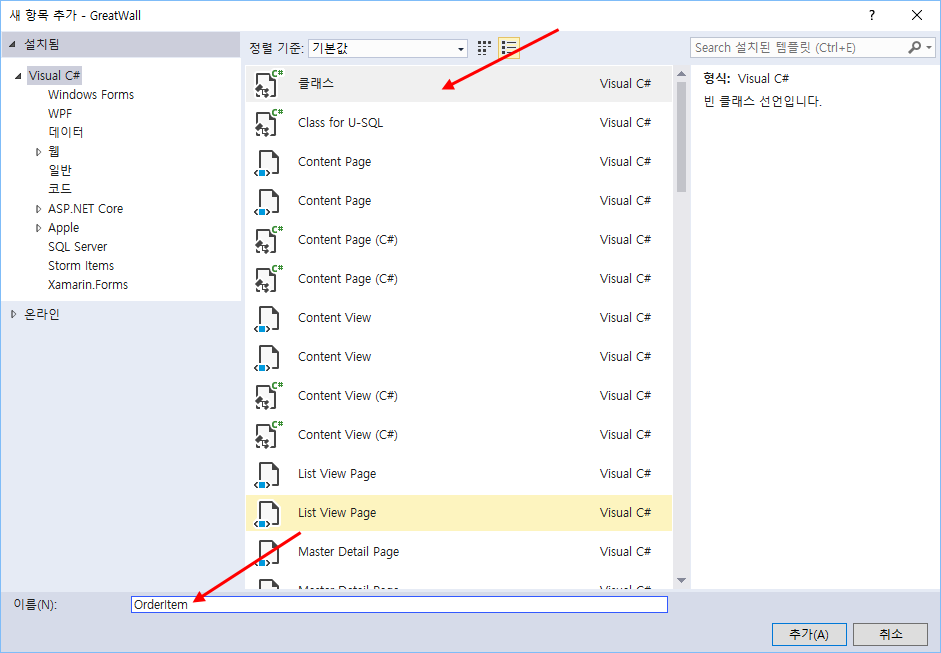 새 항목 추가 - GreatWall
?
설치됨
정렬 기준: 기본값
Search 설치된 템플릿 (Ctrl+E)
Visual C#
Windows Forms
WPF
데이터
웹
일반
코드
ASP.NET Core
Apple
SQL Server
Storm Items
Xamarin.Forms
온라인
클래스 Visual C#
Class for U-SQL Visual C#
Content Page Visual C#
Content Page Visual C#
Content Page (C#) Visual C#
Content Page (C#) Visual C#
Content View Visual C#
Content View Visual C#
Content View (C#) Visual C#
Content View (C#) Visual C#
List View Page Visual C#
List View Page Visual C#
Master Detail Page Visual C#
Master Detail Page Visual C#
형식: Visual C#
빈 클래스 선언입니다.
이름(N): OrderItem
추가(A) 취소